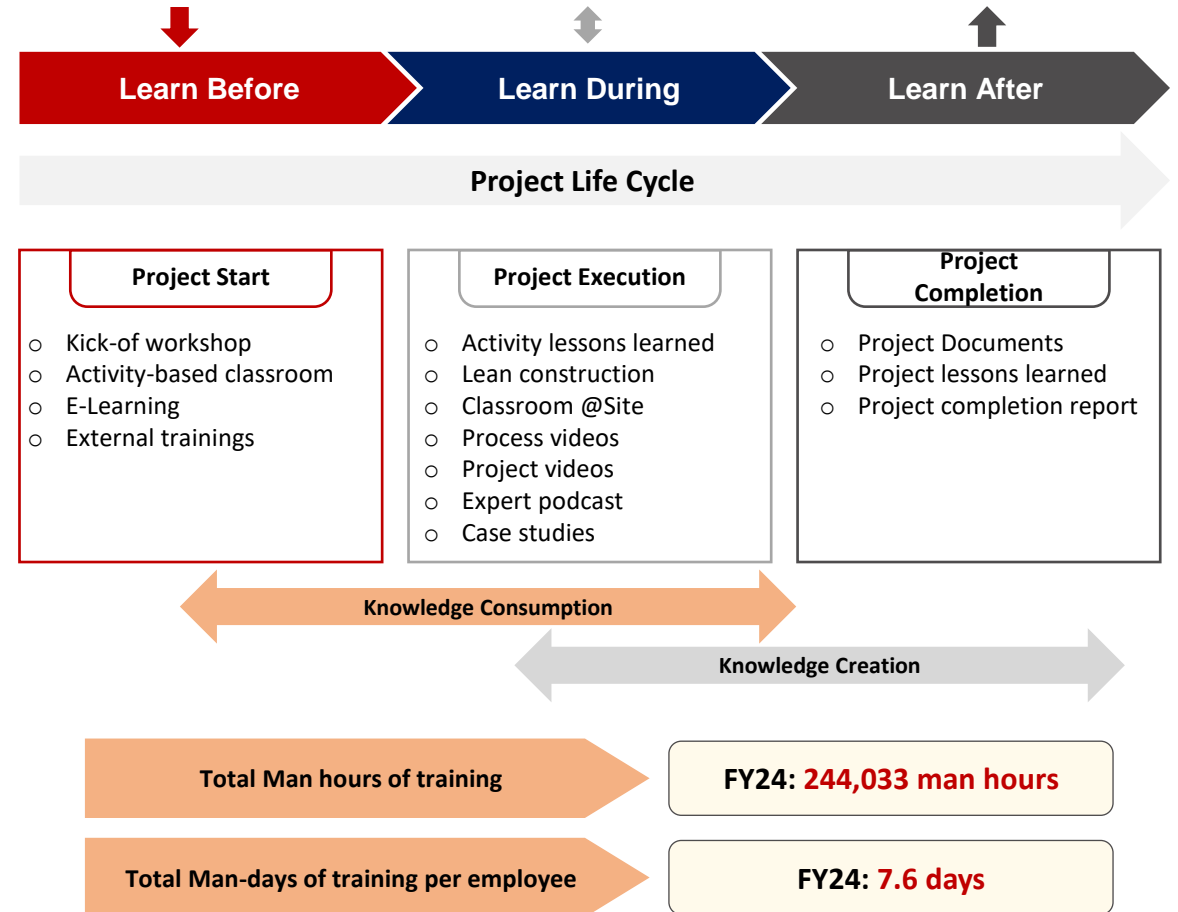 Learn Before
Learn During
Learn After
Project Life Cycle
Project Start
o Kick-of workshop
o Activity-based classroom
o E-Learning
o External trainings
Project Execution
o Activity lessons learned
o Lean construction
o Classroom @Site
o Process videos
o Project videos
o Expert podcast
o Case studies
Project
Completion
o Project Documents
o Project lessons learned
o Project completion report
Knowledge Consumption
Knowledge Creation
Total Man hours of training
FY24: 244,033 man hours
Total Man-days of training per employee
FY24: 7.6 days